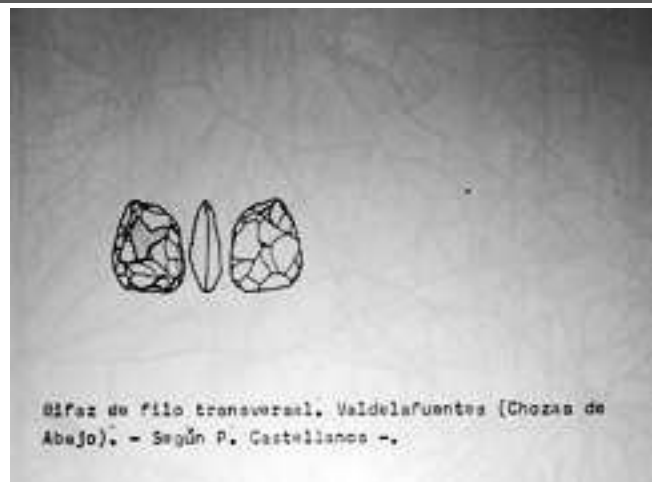 Bifaz de filo transversal. Valdelafuentes (Chozas de
Abajo). - Según P. Castellanos -.